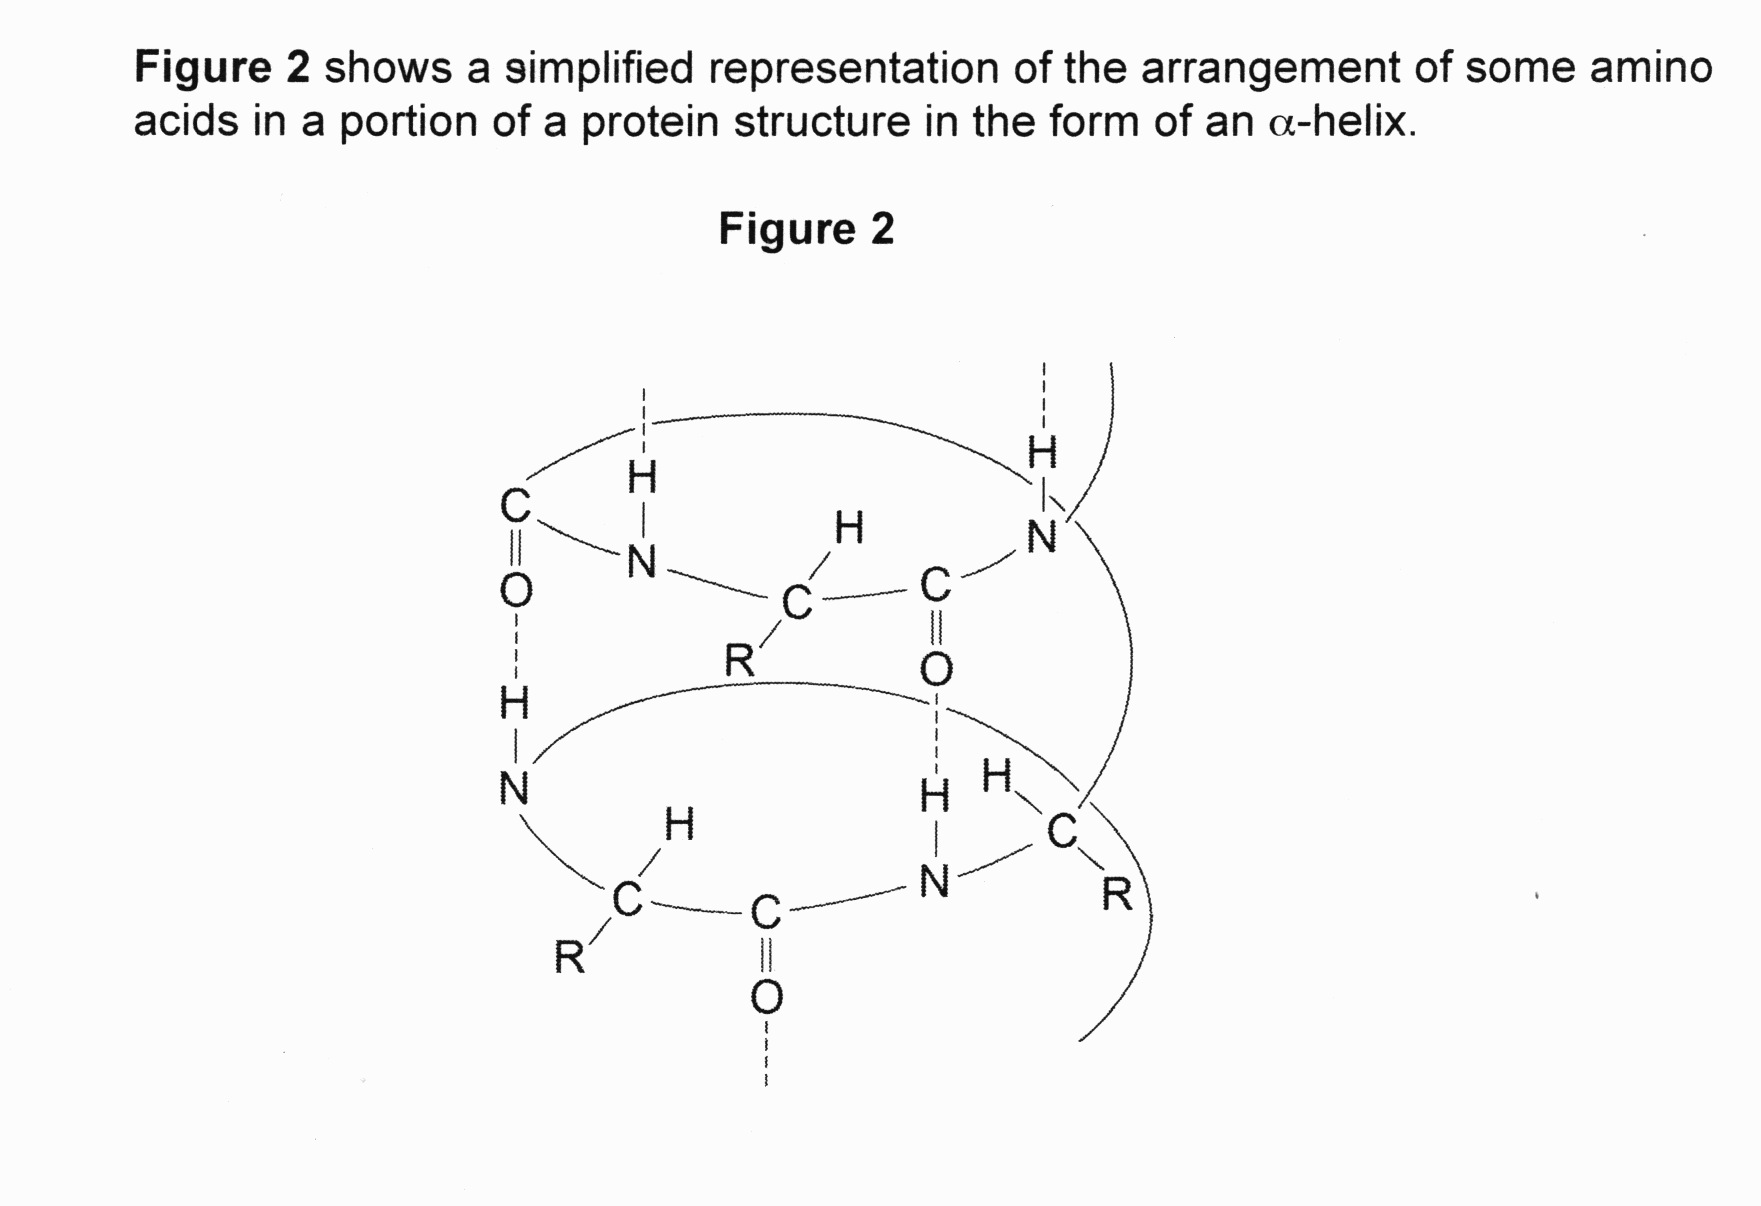 Figure 2 shows a simplified representation of the arrangement of some amino
acids in a portion of a protein structure in the form of an α-helix.
Figure 2
H
H
C
H
N
N
H
C
C
O
R
O
H
N
H
H
H
C
C
N
R
C
R
O